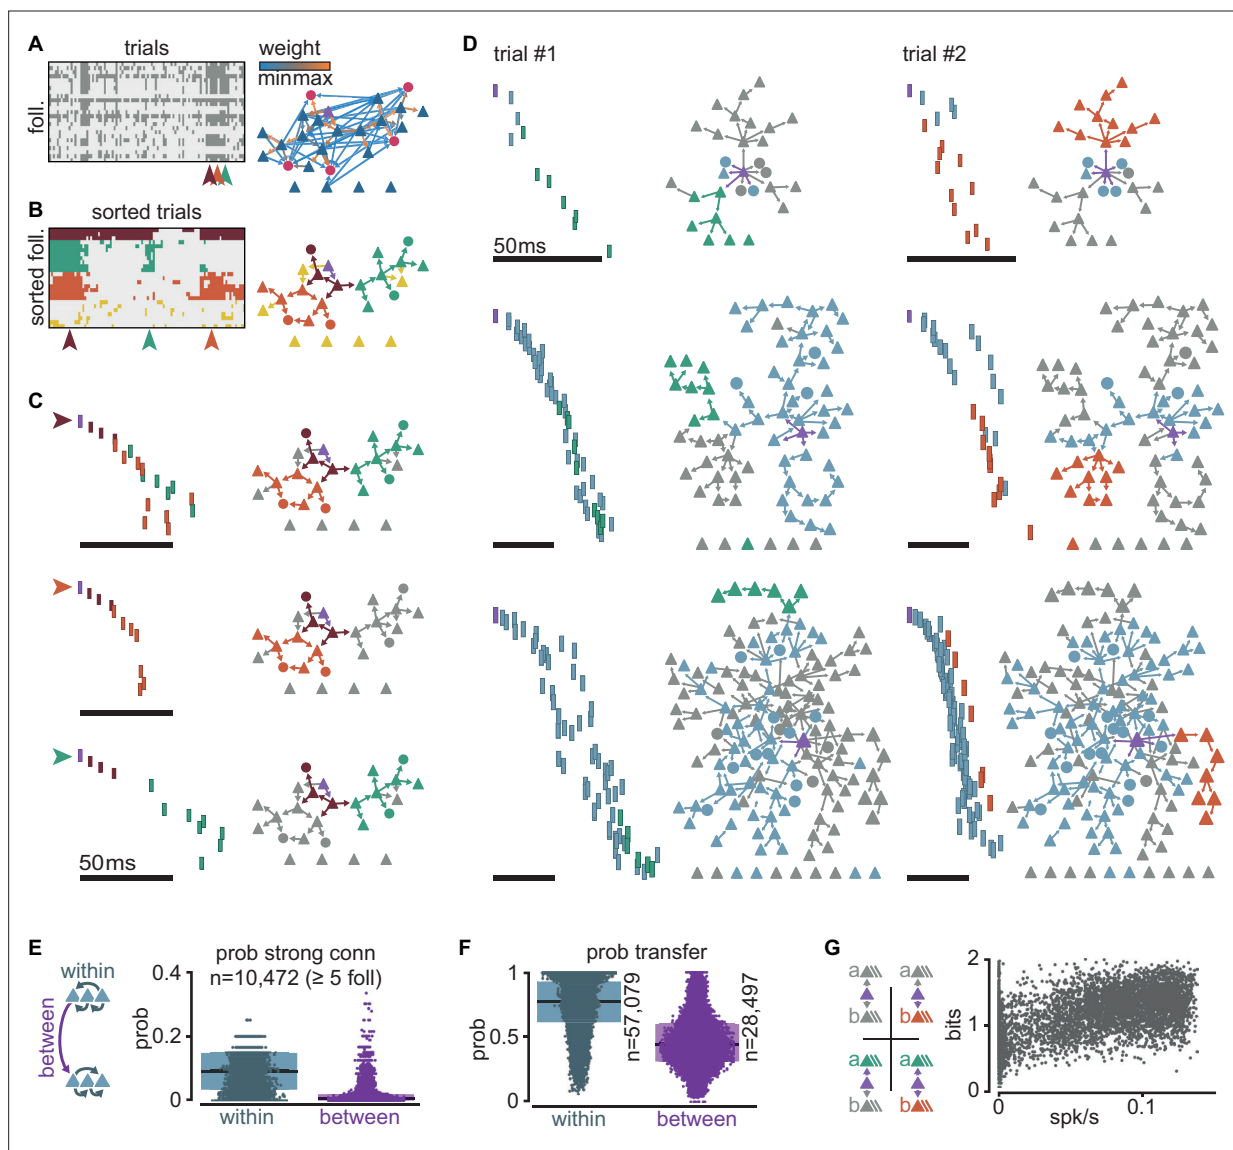 A
trials
foll.
weight
min max
B
sorted trials
sorted foll.
C
50ms
D
trial #1
trial #2
50ms
E
within
between
prob strong conn
n=10,472 (≥ 5 foll)
prob
0.4
0.2
0
within
between
F
prob transfer
prob
1
0.5
0
n=57,079
n=28,497
within
between
G
a
a
b
b
a
a
b
b
bits
2
1
0
0
0.1
spk/s